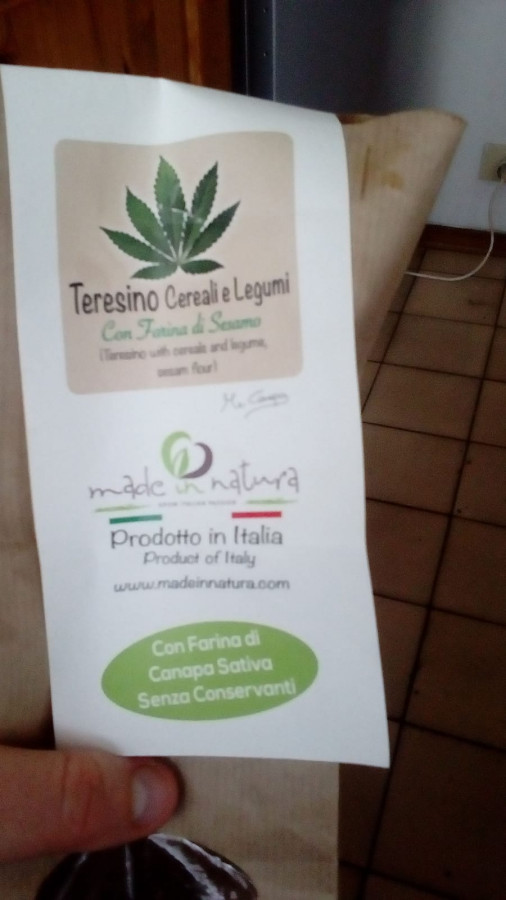 Teresino Cereali e Legumi
Con Farina di Sesamo
(Teresino with cereals and legume,
sesam flour)
made in natura
Prodotto in Italia
Product of Italy
www.madeinnatura.com
Con Farina di
Canapa Sativa
Senza Conservanti